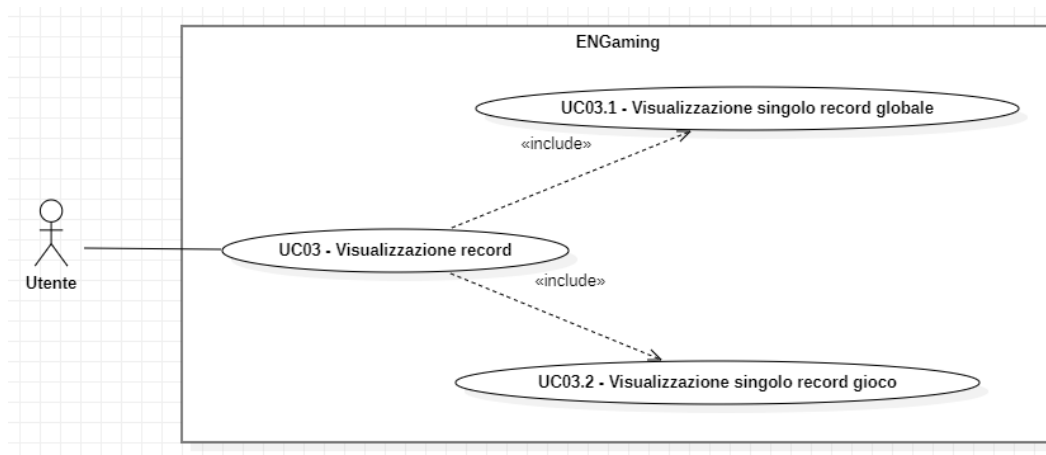 ENGaming
UC03.1 - Visualizzazione singolo record globale
«include»
UC03 - Visualizzazione record
Utente
«include»
UC03.2 - Visualizzazione singolo record gioco